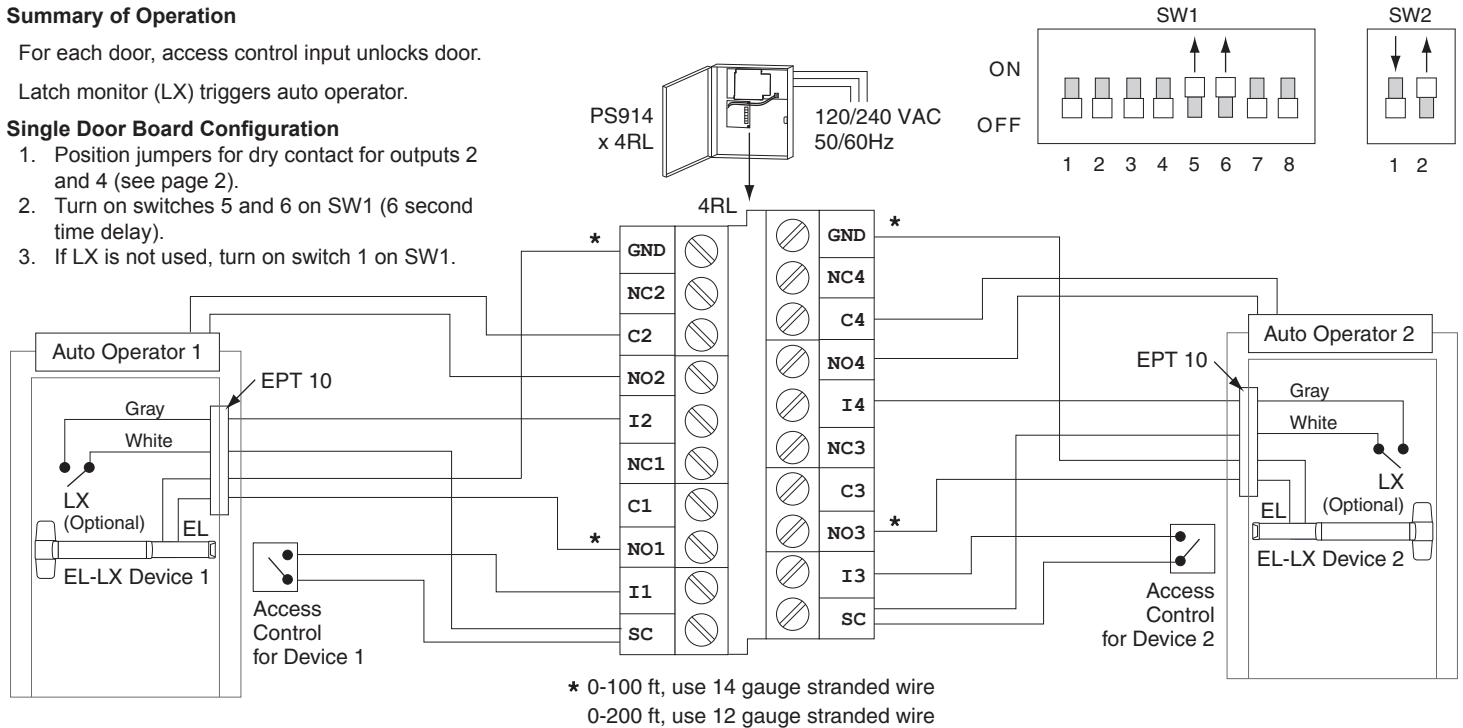 Summary of Operation
For each door, access control input unlocks door.
Latch monitor (LX) triggers auto operator.
Single Door Board Configuration
1. Position jumpers for dry contact for outputs 2
and 4 (see page 2).
2. Turn on switches 5 and 6 on SW1 (6 second
time delay).
3. If LX is not used, turn on switch 1 on SW1.
PS914
x 4RL
120/240 VAC
50/60Hz
4RL
SW1
ON
OFF
1 2 3 4 5 6 7 8
SW2
1 2
Auto Operator 1
EPT 10
Gray
White
LX
(Optional)
EL
EL-LX Device 1
Access
Control
for Device 1
*
GND
NC2
C2
NO2
I2
NC1
C1
*
NO1
I1
SC
GND
*
NC4
C4
NO4
I4
NC3
C3
NO3
*
I3
SC
Auto Operator 2
EPT 10
Gray
White
LX
(Optional)
EL
EL-LX Device 2
Access
Control
for Device 2
* 0-100 ft, use 14 gauge stranded wire
0-200 ft, use 12 gauge stranded wire